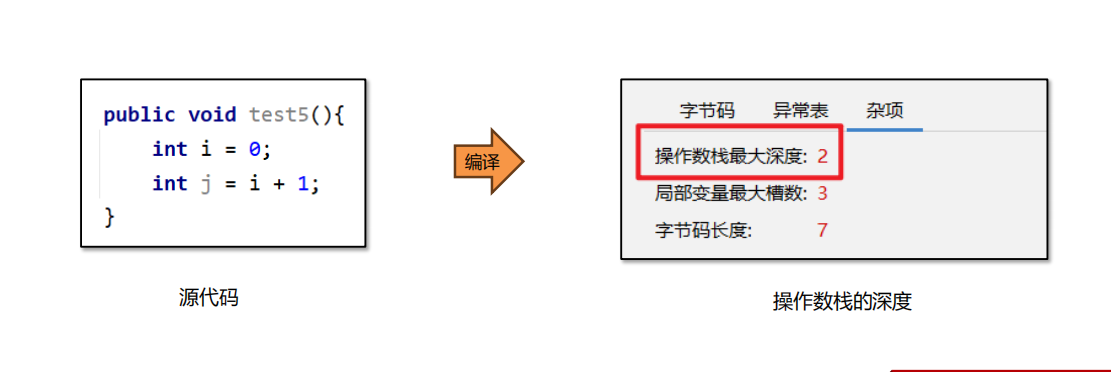 public void test5(){
int i = 0;
int j = i + 1;
}
源代码
编译
字节码 异常表 杂项
操作数栈最大深度: 2
局部变量最大槽数: 3
字节码长度: 7
操作数栈的深度